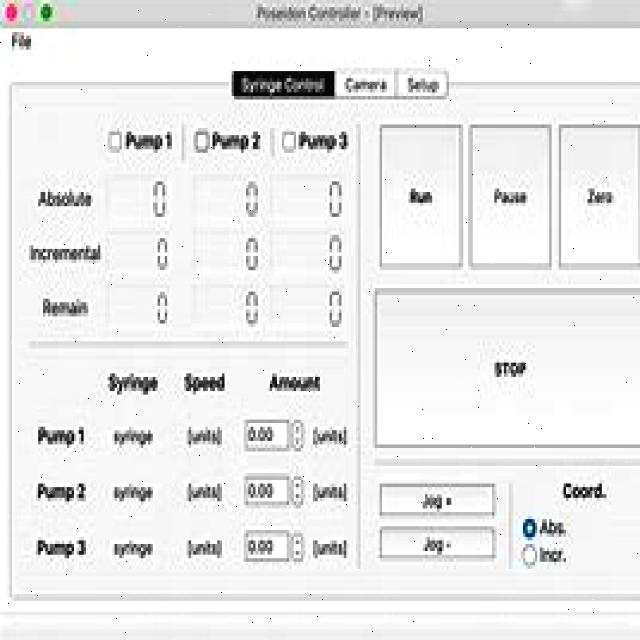 Poseidon Controller - [Preview]
File
Syringe Control Camera Setup
Pump 1 Pump 2 Pump 3
Absolute 0 0 0
Incremental 0 0 0
Remain 0 0 0
Syringe Speed Amount
Pump 1 syringe [units] 0.00 [units]
Pump 2 syringe [units] 0.00 [units]
Pump 3 syringe [units] 0.00 [units]
Run Pause Zero
STOP
Jog +
Jog -
Coord.
Abs.
Incr.